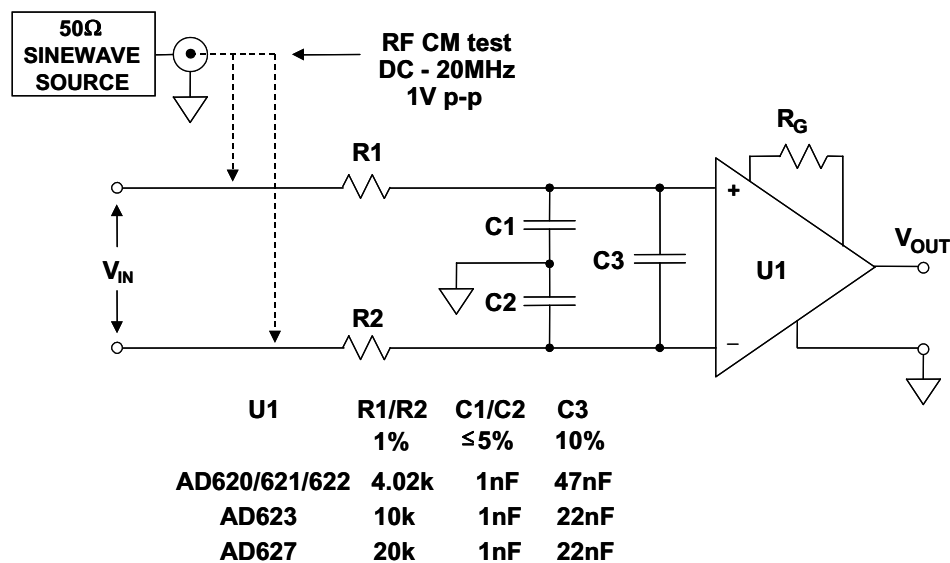 50Ω
SINEWAVE
SOURCE
RF CM test
DC - 20MHz
1V p-p
RG
R1
+
C1
VOUT
VIN
C3
U1
C2
R2
–
U1 R1/R2 C1/C2 C3
1% ≤5% 10%
AD620/621/622 4.02k 1nF 47nF
AD623 10k 1nF 22nF
AD627 20k 1nF 22nF